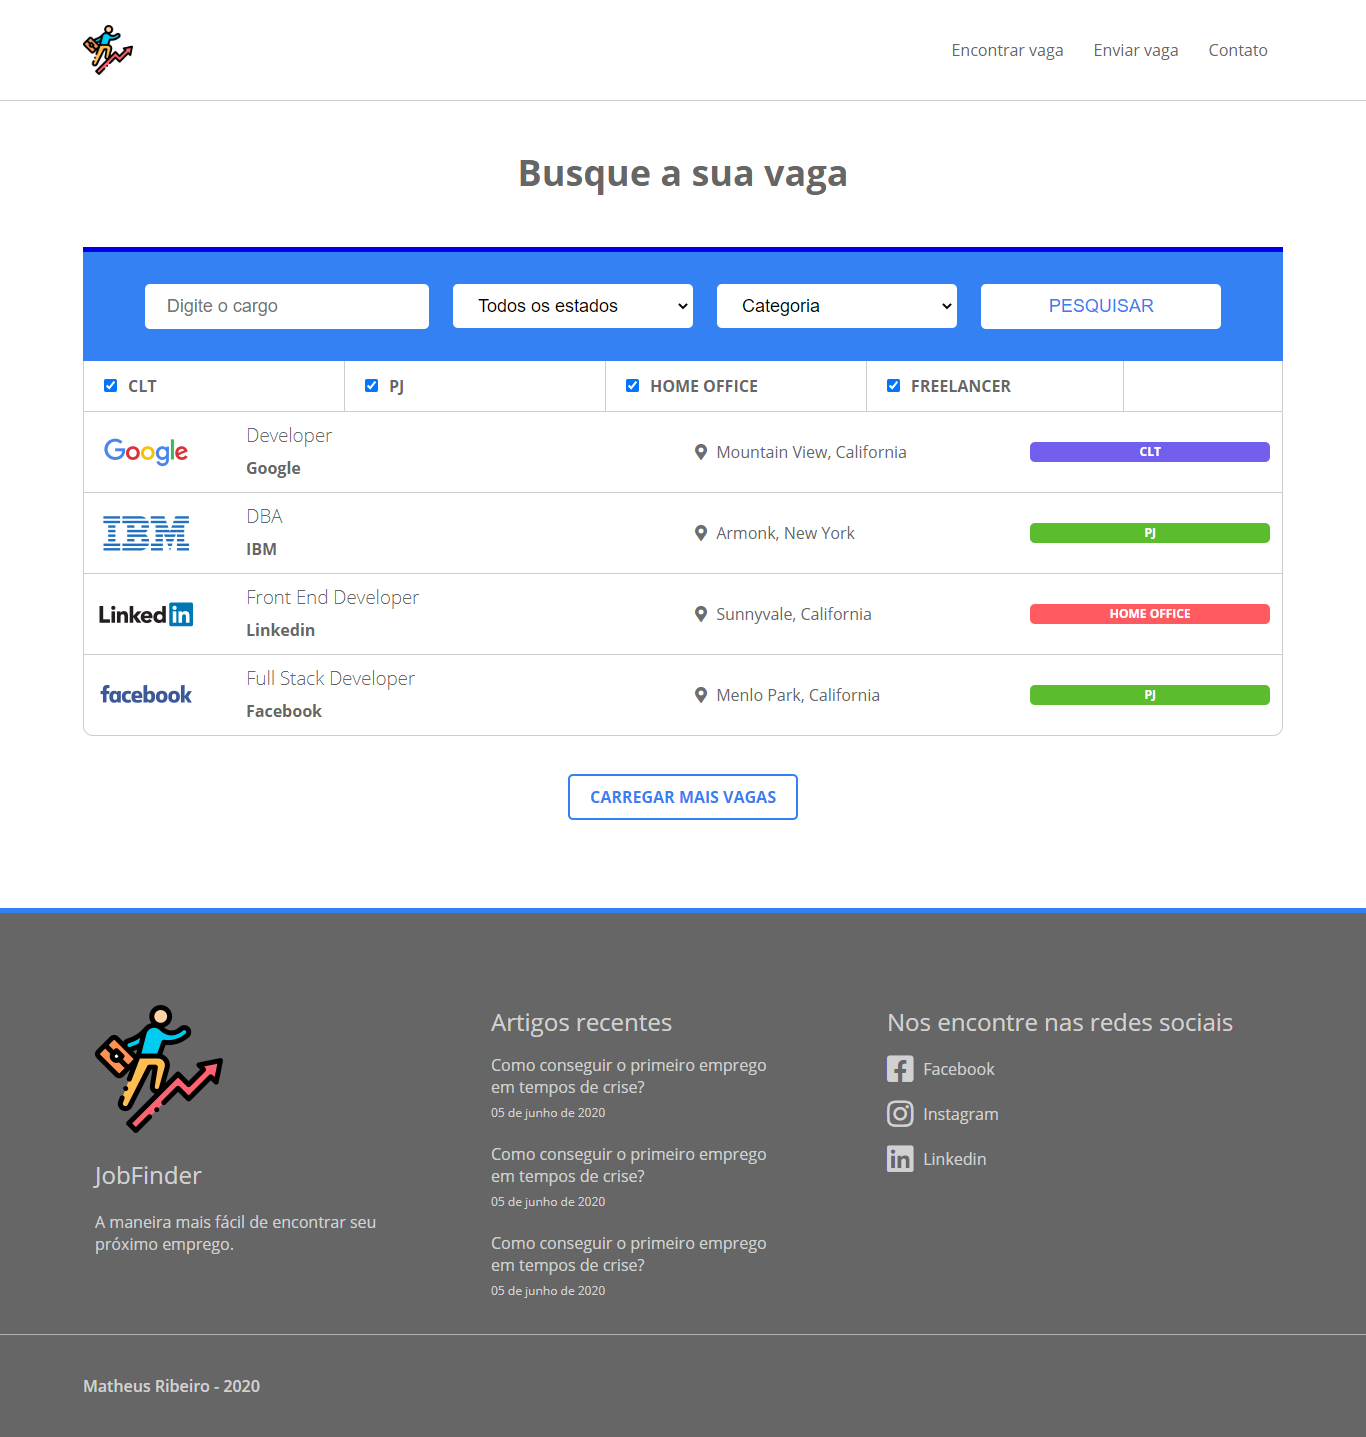 Encontrar vaga Enviar vaga Contato
Busque a sua vaga
Digite o cargo Todos os estados Categoria PESQUISAR
CLT PJ HOME OFFICE FREELANCER
Google Developer
Google Mountain View, California CLT
IBM DBA
IBM Armonk, New York PJ
Linked in Front End Developer
Linkedin Sunnyvale, California HOME OFFICE
facebook Full Stack Developer
Facebook Menlo Park, California PJ
CARREGAR MAIS VAGAS
JobFinder
A maneira mais fácil de encontrar seu
próximo emprego.
Artigos recentes
Como conseguir o primeiro emprego
em tempos de crise?
05 de junho de 2020
Como conseguir o primeiro emprego
em tempos de crise?
05 de junho de 2020
Como conseguir o primeiro emprego
em tempos de crise?
05 de junho de 2020
Nos encontre nas redes sociais
Facebook
Instagram
Linkedin
Matheus Ribeiro - 2020